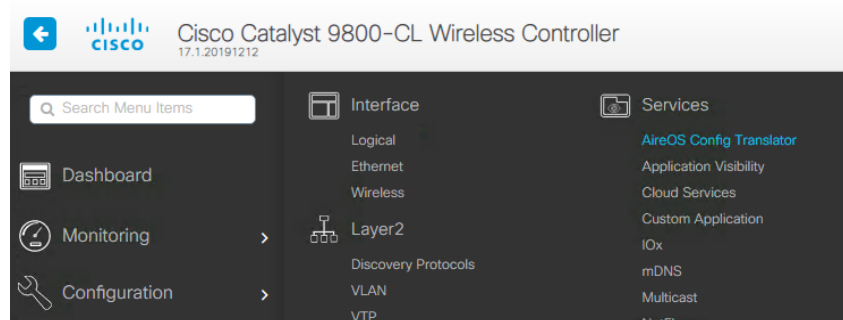 CISCO
Cisco Catalyst 9800-CL Wireless Controller
17.1.20191212
Search Menu Items
Dashboard
Monitoring
Configuration
Interface
Logical
Ethernet
Wireless
Layer2
Discovery Protocols
VLAN
VTP
Services
AireOS Config Translator
Application Visibility
Cloud Services
Custom Application
IOx
mDNS
Multicast